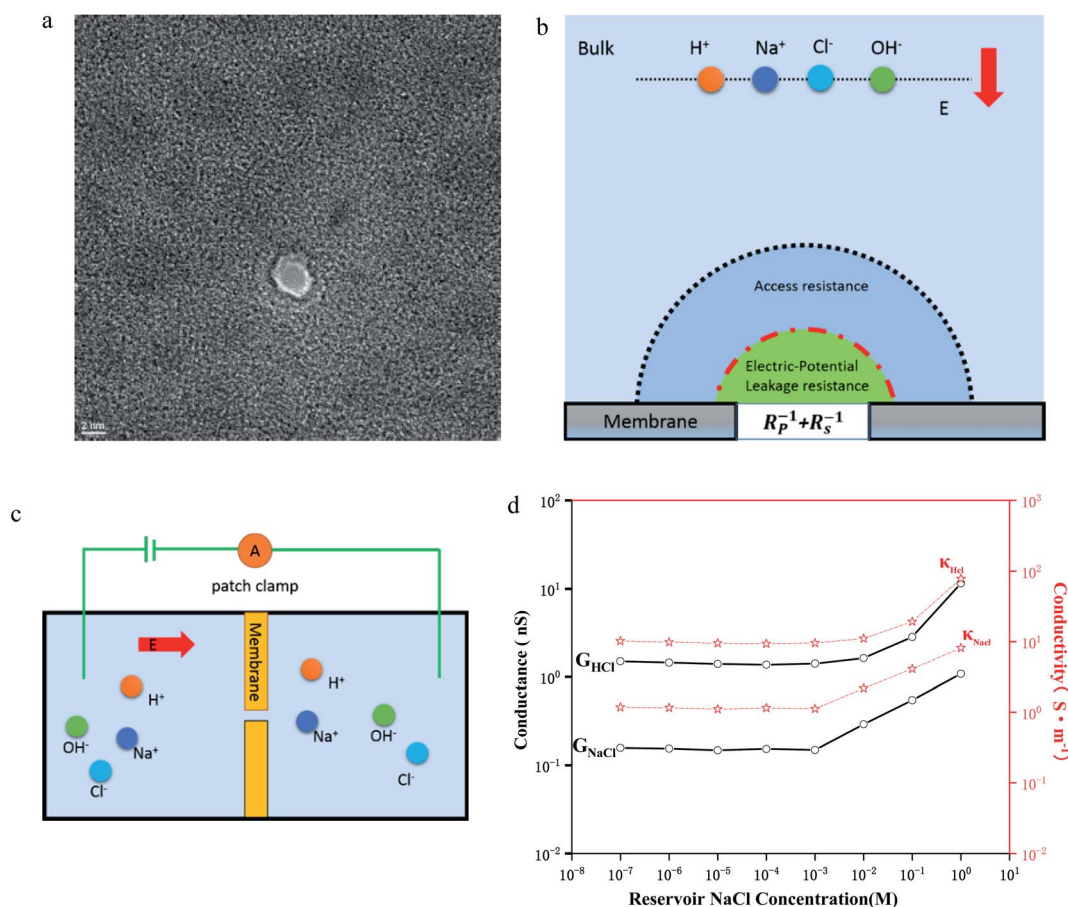 a
2 nm
b
Bulk
H⁺ Na⁺ Cl⁻ OH⁻
E
Access resistance
Electric-Potential
Leakage resistance
Membrane
R_P⁻¹+R_S⁻¹
c
A
patch clamp
E
Membrane
H⁺
OH⁻
Na⁺
Cl⁻
H⁺
Na⁺
OH⁻
Cl⁻
d
Conductance ( nS)
10²
10¹
10⁰
10⁻¹
10⁻²
G_HCl
G_NaCl
κ_Hcl
κ_Nacl
10³
10²
10¹
10⁰
10⁻¹
10⁻²
Conductivity( S·m⁻¹)
10⁻⁸ 10⁻⁷ 10⁻⁶ 10⁻⁵ 10⁻⁴ 10⁻³ 10⁻² 10⁻¹ 10⁰ 10¹
Reservoir NaCl Concentration(M)